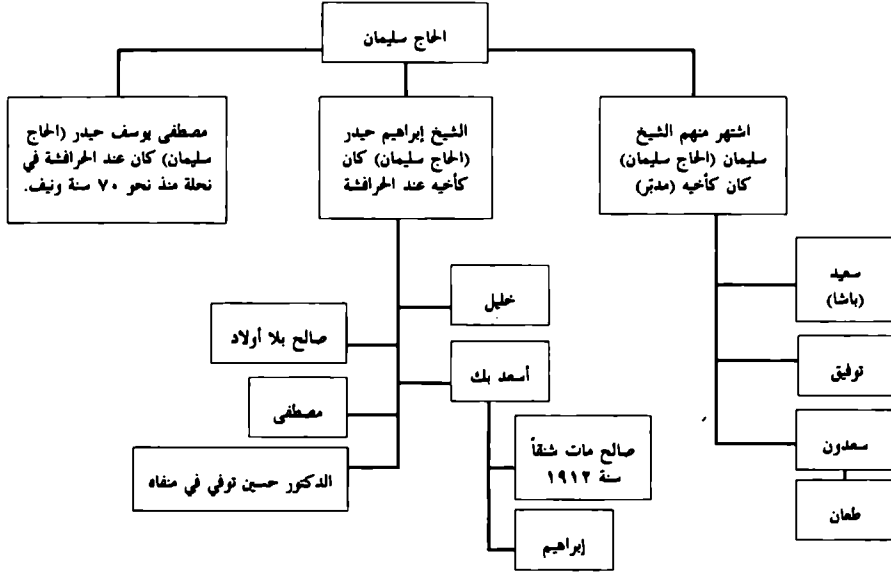 الحاج سليمان
اشتهر منهم الشيخ
سليمان (الحاج سليمان)
كان كأخيه (مدبّر)
الشيخ إبراهيم حيدر
(الحاج سليمان) كان
كأخيه عند الحرافشة
مصطفى يوسف حيدر (الحاج
سليمان) كان عند الحرافشة في
نحلة منذ نحو ٧٠ سنة ونيف.
سعيد
(باشا)
توفيق
سعدون
طعان
خليل
صالح بلا أولاد
أسعد بك
مصطفى
صالح مات شنقاً
سنة ١٩١٢
الدكتور حسين توفي في منفاه
إبراهيم